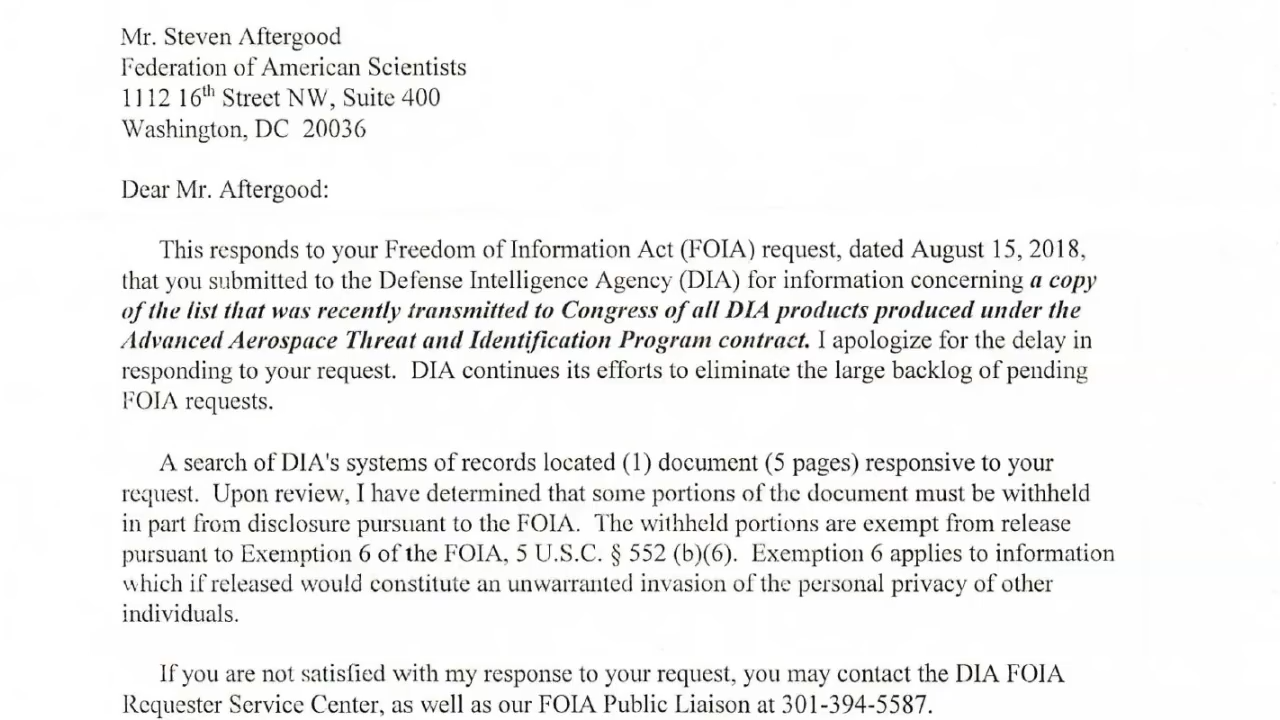 Mr. Steven Aftergood
Federation of American Scientists
1112 16th Street NW, Suite 400
Washington, DC 20036
Dear Mr. Aftergood:
This responds to your Freedom of Information Act (FOIA) request, dated August 15, 2018,
that you submitted to the Defense Intelligence Agency (DIA) for information concerning a copy
of the list that was recently transmitted to Congress of all DIA products produced under the
Advanced Aerospace Threat and Identification Program contract. I apologize for the delay in
responding to your request. DIA continues its efforts to eliminate the large backlog of pending
FOIA requests.
A search of DIA's systems of records located (1) document (5 pages) responsive to your
request. Upon review, I have determined that some portions of the document must be withheld
in part from disclosure pursuant to the FOIA. The withheld portions are exempt from release
pursuant to Exemption 6 of the FOIA, 5 U.S.C. § 552 (b)(6). Exemption 6 applies to information
which if released would constitute an unwarranted invasion of the personal privacy of other
individuals.
If you are not satisfied with my response to your request, you may contact the DIA FOIA
Requester Service Center, as well as our FOIA Public Liaison at 301-394-5587.